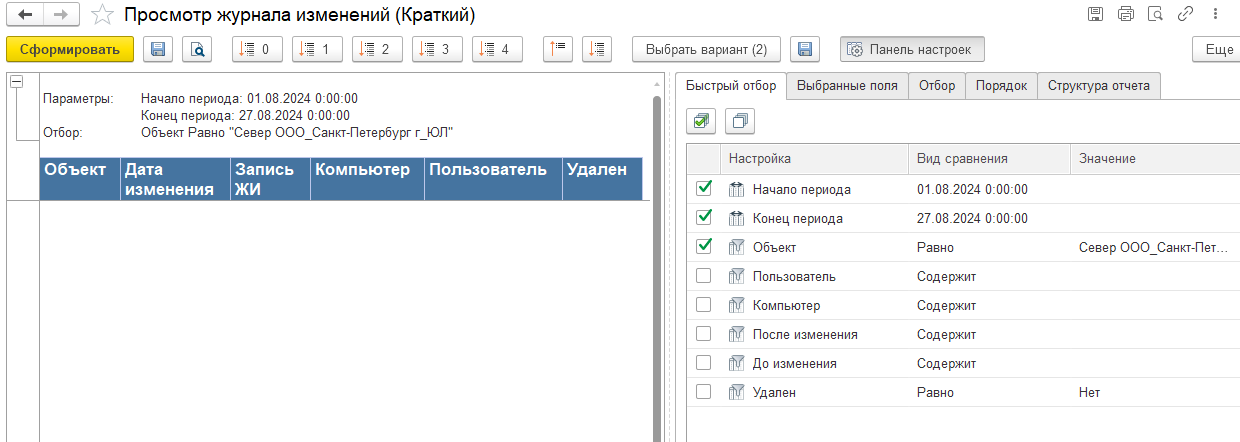 Просмотр журнала изменений (Краткий)
Сформировать 0 1 2 3 4 Выбрать вариант (2) Панель настроек Еще
Параметры: Начало периода: 01.08.2024 0:00:00
Конец периода: 27.08.2024 0:00:00
Отбор: Объект Равно "Север ООО_Санкт-Петербург г_ЮЛ"
Объект Дата изменения Запись ЖИ Компьютер Пользователь Удален
Быстрый отбор Выбранные поля Отбор Порядок Структура отчета
Настройка Вид сравнения Значение
Начало периода 01.08.2024 0:00:00
Конец периода 27.08.2024 0:00:00
Объект Равно Север ООО_Санкт-Пет...
Пользователь Содержит
Компьютер Содержит
После изменения Содержит
До изменения Содержит
Удален Равно Нет